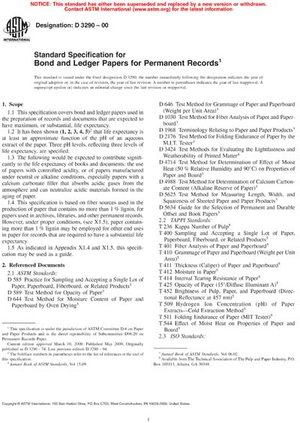 NOTICE: This standard has either been superseded and replaced by a new version or withdrawn.
Contact ASTM International (www.astm.org) for the latest information
Designation: D 3290 – 00
Standard Specification for
Bond and Ledger Papers for Permanent Records1
This standard is issued under the fixed designation D 3290; the number immediately following the designation indicates the year of
original adoption or, in the case of revision, the year of last revision. A number in parentheses indicates the year of last reapproval. A
superscript epsilon (ε) indicates an editorial change since the last revision or reapproval.
1. Scope
1.1 This specification covers bond and ledger papers used in
the preparation of records and documents that are expected to
have maximum, or substantial, life expectancy.
1.2 It has been shown (1, 2, 3, 4, 5)2 that life expectancy is
at least an approximate function of the pH of an aqueous
extract of the paper. Three pH levels, reflecting three levels of
life expectancy, are specified.
1.3 The following would be expected to contribute signifi-
cantly to the life expectancy of books and documents: the use
of papers with controlled acidity, or of papers manufactured
under neutral or alkaline conditions, especially papers with a
calcium carbonate filler that absorbs acidic gases from the
atmosphere and can neutralize acidic materials formed in the
aging of paper.
1.4 This specification is based on fiber sources used in the
production of paper that contains no more than 1 % lignin, for
papers used in archives, libraries, and other permanent records.
However, under proper conditions, (see X1.5), paper contain-
ing more than 1 % lignin may be employed for other end uses
in paper for records that are required to have a substantial life
expectancy.
1.5 As indicated in Appendixes X1.4 and X1.5, this specifi-
cation may be used as a guide.
2. Referenced Documents
2.1 ASTM Standards:
D 585 Practice for Sampling and Accepting a Single Lot of
Paper, Paperboard, Fiberboard, or Related Products3
D 589 Test Method for Opacity of Paper3
D 644 Test Method for Moisture Content of Paper and
Paperboard by Oven Drying3
1 This specification is under the jurisdiction of ASTM Committee D06 on Paper
and Paper Products and is the direct responsibility of Subcommittee D06.20 on
Permanent Records Paper.
Current edition approved March 10, 2000. Published May 2000. Originally
published as D 3290 – 74. Last previous edition D 3290 – 94.
2 The boldface numbers in parentheses refer to the list of references at the end of
this specification.
3 Annual Book of ASTM Standards, Vol 15.09.
D 646 Test Method for Grammage of Paper and Paperboard
(Weight per Unit Area)3
D 1030 Test Method for Fiber Analysis of Paper and Paper-
board3
D 1968 Terminology Relating to Paper and Paper Products3
D 2176 Test Method for Folding Endurance of Paper by the
M.I.T. Tester3
D 3424 Test Methods for Evaluating the Lightfastness and
Weatherability of Printed Matter4
D 4714 Test Method for Determination of Effect of Moist
Heat (50 % Relative Humidity and 90°C) on Properties of
Paper and Board3
D 4988 Test Method for Determination of Calcium Carbon-
ate Content (Alkaline Reserve of Paper)3
D 5625 Test Method for Measuring Length, Width, and
Squareness of Sheeted Paper and Paper Products3
D 5634 Guide for the Selection of Permanent and Durable
Offset and Book Papers3
2.2 TAPPI Standards:
T 236 Kappa Number of Pulp5
T 400 Sampling and Accepting a Single Lot of Paper,
Paperboard, Fiberboard, or Related Products5
T 401 Fiber Analysis of Paper and Paperboard5
T 410 Grammage of Paper and Paperboard (Weight per Unit
Area)5
T 411 Thickness (Caliper) of Paper and Paperboard5
T 412 Moisture in Paper5
T 414 Internal Tearing Resistance of Paper5
T 425 Opacity of Paper (15°/Diffuse Illuminant A)5
T 452 Brightness of Pulp, Paper, and Paperboard (Direc-
tional Reflectance at 457 nm)5
T 509 Hydrogen Ion Concentration (pH) of Paper
Extracts—Cold Extraction Method5
T 511 Folding Endurance of Paper (MIT Tester)5
T 544 Effect of Moist Heat on Properties of Paper and
Board5
2.3 ISO Standards:
4 Annual Book of ASTM Standards, Vol 06.02.
5 Available from The Technical Association of The Pulp and Paper Industry, P.O.
Box 105113, Atlanta, GA 30348.
Copyright © ASTM International, 100 Barr Harbor Drive, PO Box C700, West Conshohocken, PA 19428-2959, United States.
1